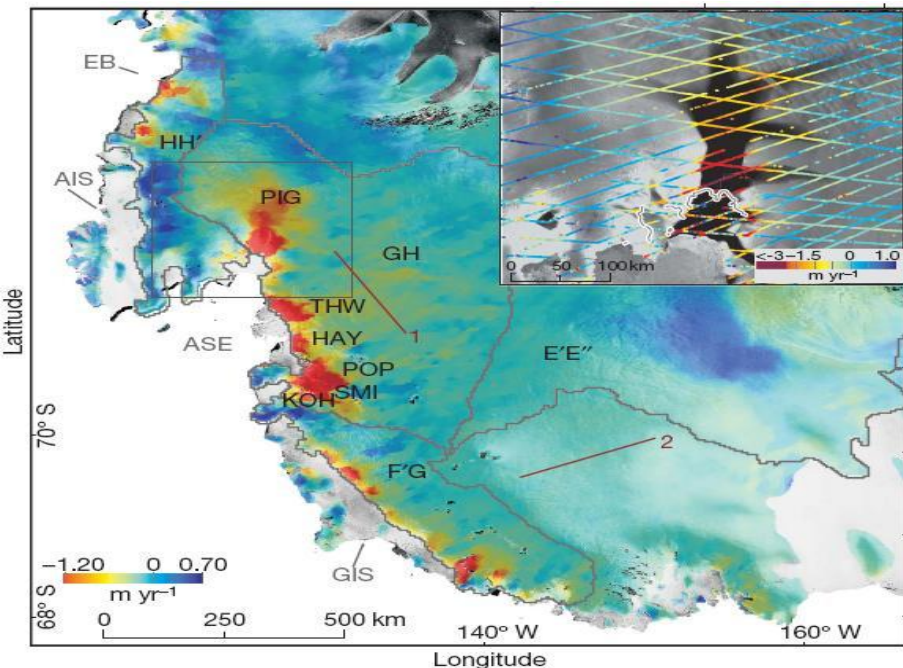 EB
HH'
AIS
PIG
GH
THW
1
ASE
HAY
E'E"
POP
SMI
KOH
2
F'G
GIS
<-3 -1.5 0 1.0
m yr⁻¹
0 50 100 km
-1.20 0 0.70
m yr⁻¹
0 250 500 km
Latitude
70° S
68° S
140° W 160° W
Longitude